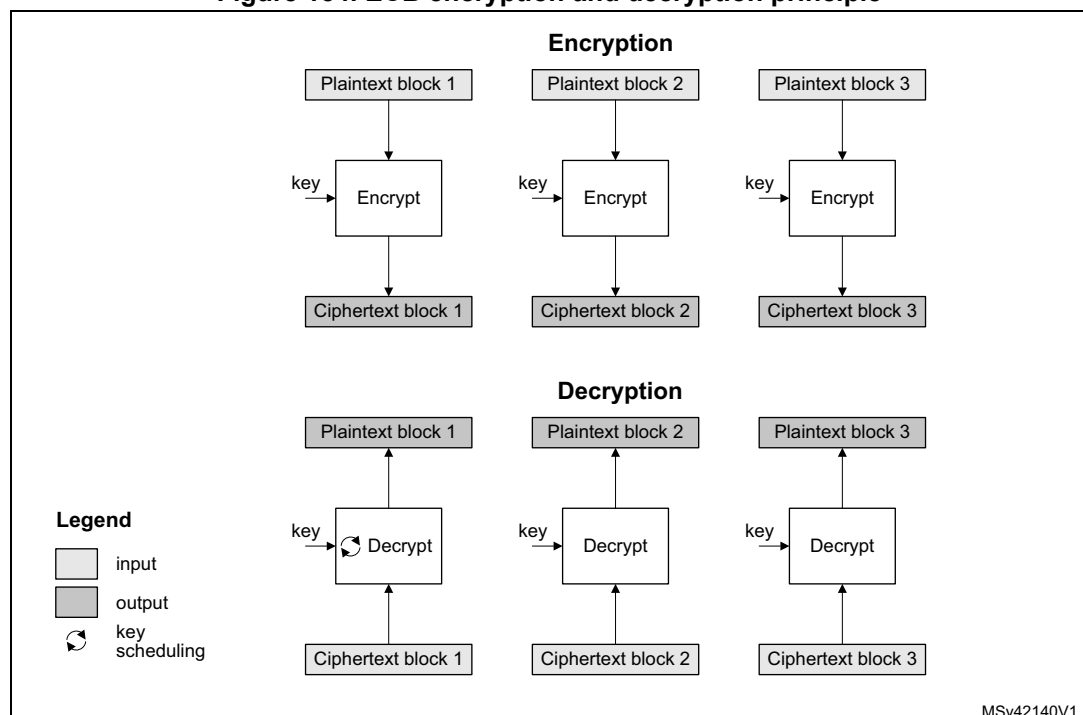 Encryption
Plaintext block 1 Plaintext block 2 Plaintext block 3
key Encrypt key Encrypt key Encrypt
Ciphertext block 1 Ciphertext block 2 Ciphertext block 3
Decryption
Plaintext block 1 Plaintext block 2 Plaintext block 3
Legend
key Decrypt key Decrypt key Decrypt
input
output
key
scheduling
Ciphertext block 1 Ciphertext block 2 Ciphertext block 3
MSv42140V1